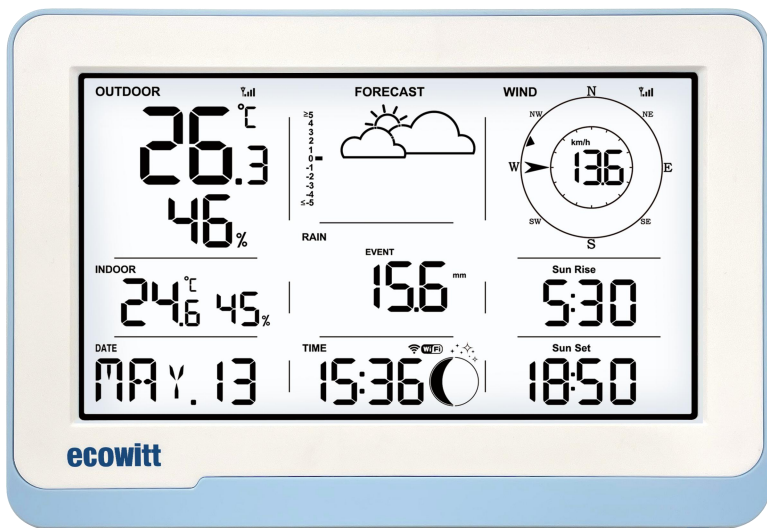 OUTDOOR
26.3 °C
46%
FORECAST
≥5
4
3
2
1
0
-1
-2
-3
-4
≤-5
WIND
N
NW
NE
km/h
13.6
W
E
SW
SE
S
RAIN
EVENT
15.6 mm
INDOOR
24.6 °C 45%
Sun Rise
5:30
DATE
MAY. 13
TIME
WiFi
15:36
Sun Set
18:50
ecowitt